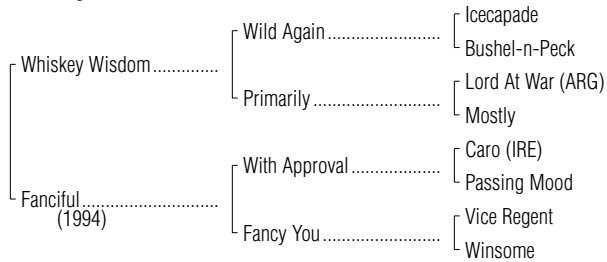 Icecapade
Wild Again....................
Bushel-n-Peck
Whiskey Wisdom.............
Lord At War (ARG)
Primarily.......................
Mostly
Caro (IRE)
With Approval..................
Passing Mood
Fanciful...........................
(1994)
Vice Regent
Fancy You.......................
Winsome